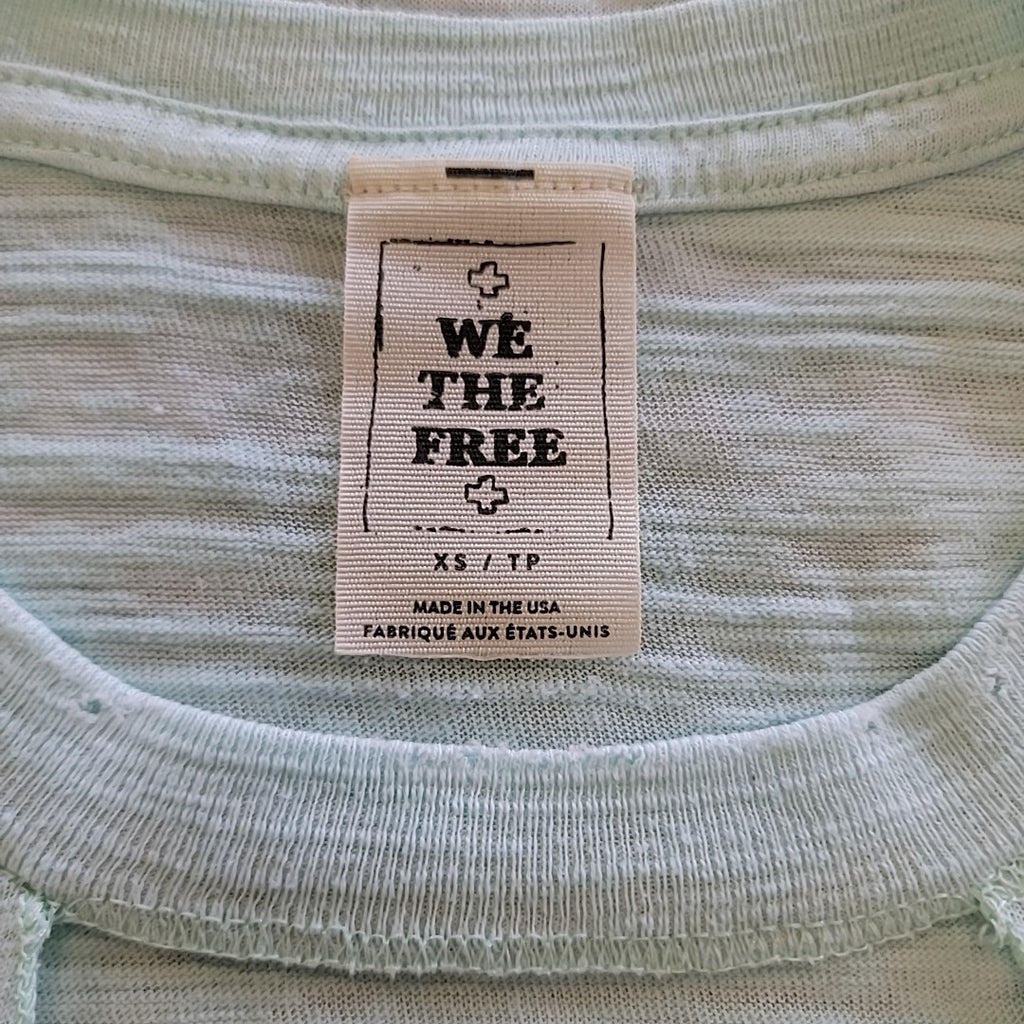 WE
THE
FREE
XS / TP
MADE IN THE USA
FABRIQUÉ AUX ÉTATS-UNIS